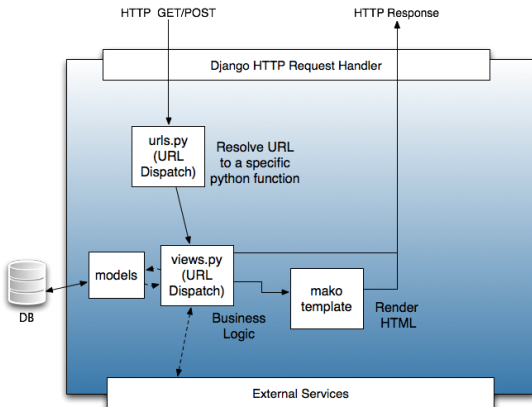 HTTP GET/POST
HTTP Response
Django HTTP Request Handler
urls.py
(URL
Dispatch)
Resolve URL
to a specific
python function
models
views.py
(URL
Dispatch)
DB
Business
Logic
mako
template
Render
HTML
External Services